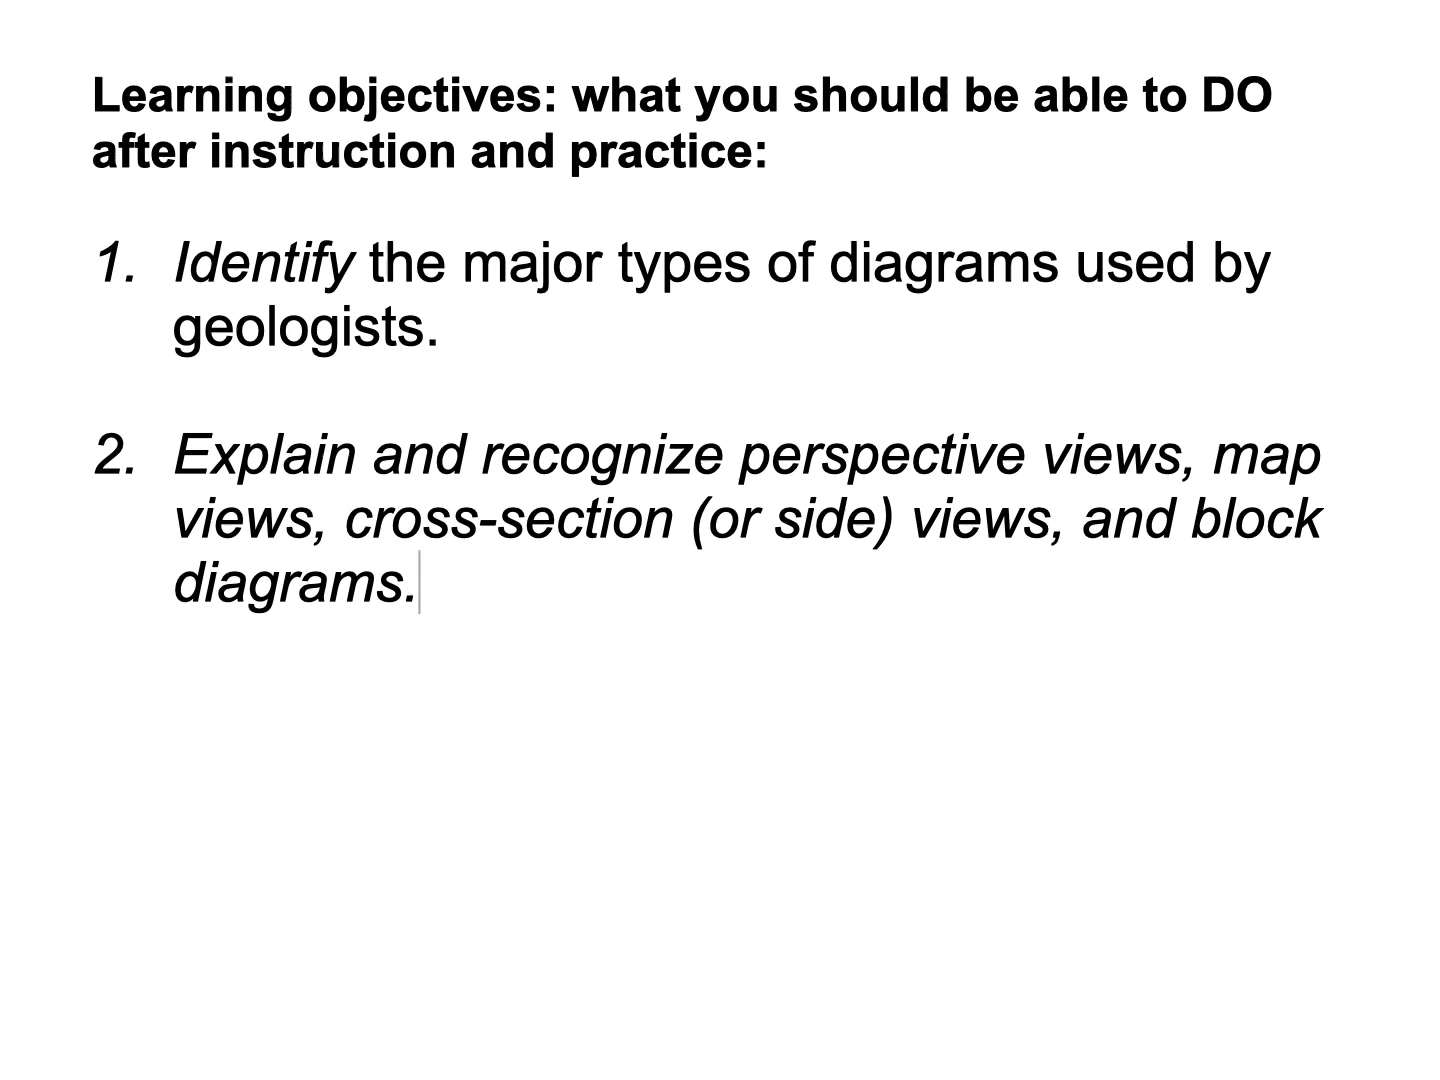 Learning objectives: what you should be able to DO
after instruction and practice:
1. Identify the major types of diagrams used by
geologists.
2. Explain and recognize perspective views, map
views, cross-section (or side) views, and block
diagrams.